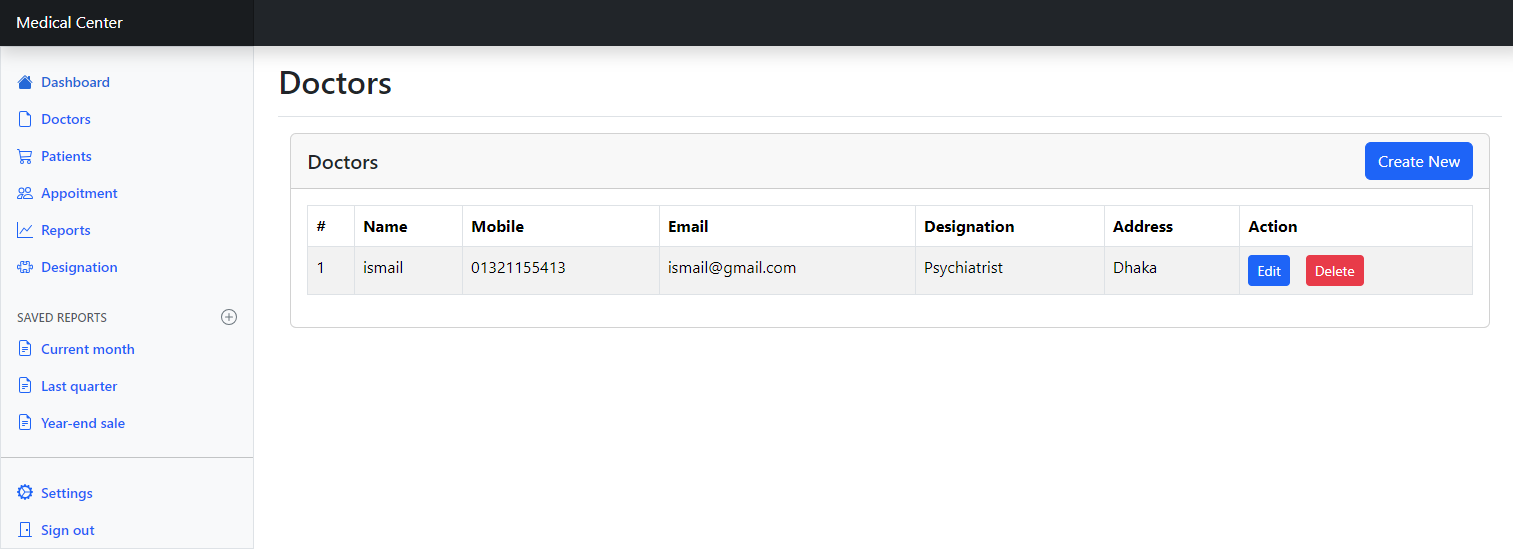 Medical Center
Dashboard
Doctors
Patients
Appoitment
Reports
Designation
SAVED REPORTS
Current month
Last quarter
Year-end sale
Settings
Sign out
Doctors
Doctors Create New
# Name Mobile Email Designation Address Action
1 ismail 01321155413 ismail@gmail.com Psychiatrist Dhaka Edit Delete